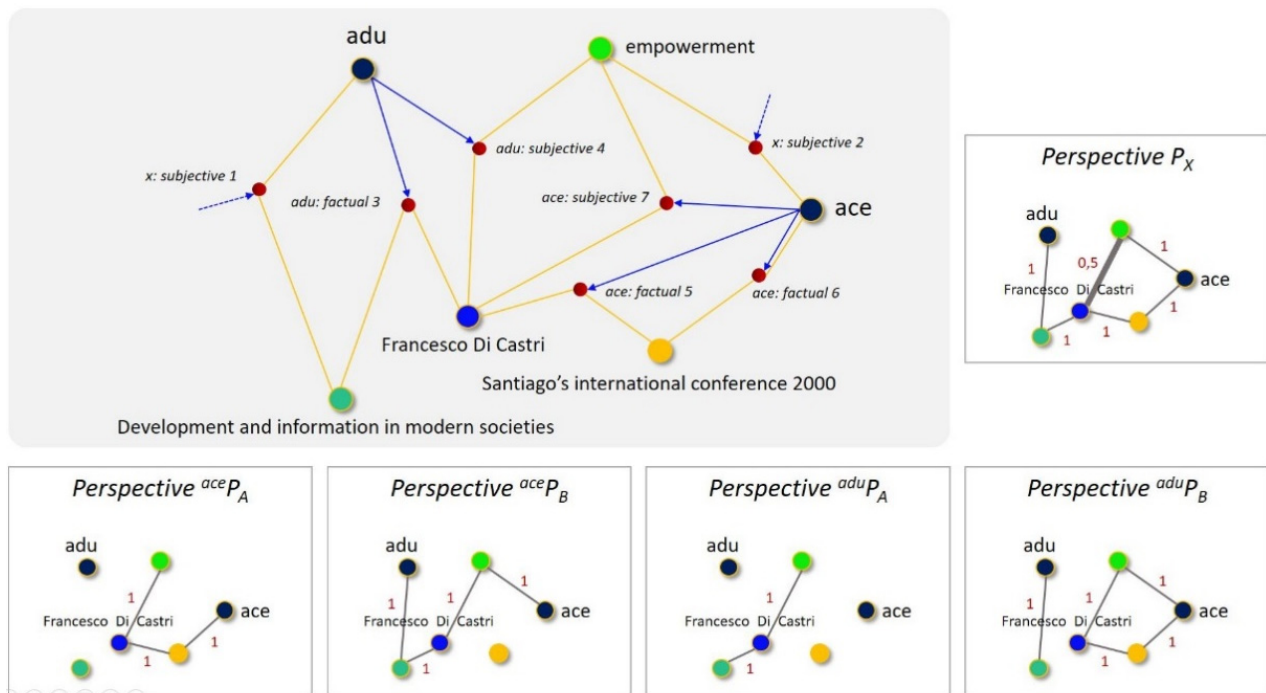 adu
empowerment
adu: subjective 4
x: subjective 2
x: subjective 1
adu: factual 3
ace: subjective 7
ace
ace: factual 5
ace: factual 6
Francesco Di Castri
Santiago's international conference 2000
Development and information in modern societies
Perspective PX
adu
1
0,5
1
ace
Francesco Di Castri
1
1
1
Perspective acePA
adu
1
ace
Francesco Di Castri
1
1
Perspective acePB
adu
1
1
1
ace
Francesco Di Castri
1
Perspective aduPA
adu
1
ace
Francesco Di Castri
1
Perspective aduPB
adu
1
1
1
ace
Francesco Di Castri
1
1